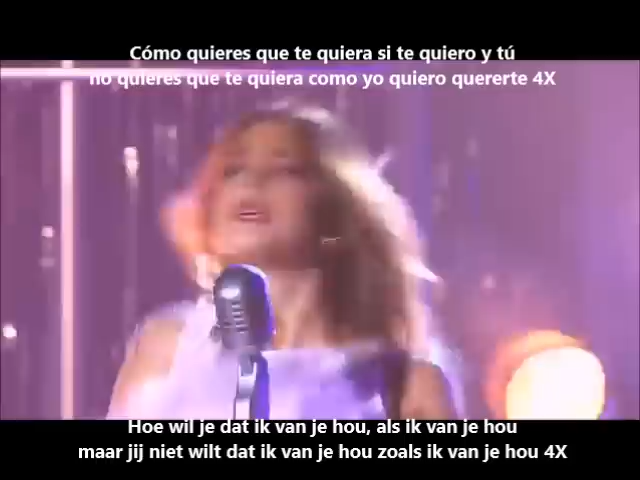 Cómo quieres que te quiera si te quiero y tú
no quieres que te quiera como yo quiero quererte 4X
Hoe wil je dat ik van je hou, als ik van je hou
maar jij niet wilt dat ik van je hou zoals ik van je hou 4X